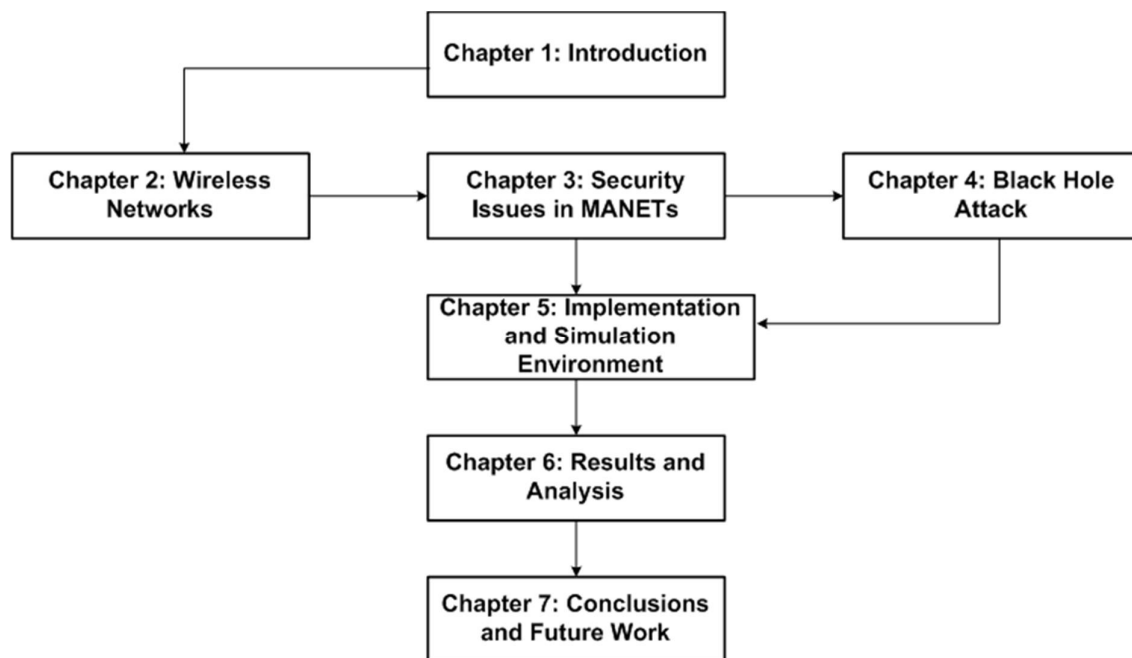 Chapter 1: Introduction
Chapter 2: Wireless
Networks
Chapter 3: Security
Issues in MANETs
Chapter 4: Black Hole
Attack
Chapter 5: Implementation
and Simulation
Environment
Chapter 6: Results and
Analysis
Chapter 7: Conclusions
and Future Work